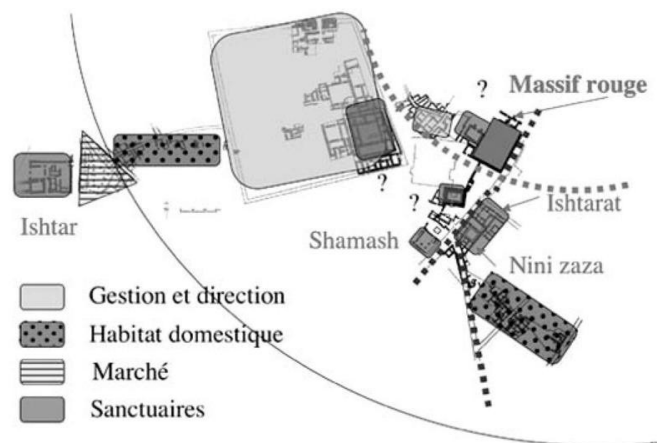 ?
Massif rouge
?
?
Ishtar
Ishtarat
Shamash
Nini zaza
Gestion et direction
Habitat domestique
Marché
Sanctuaires